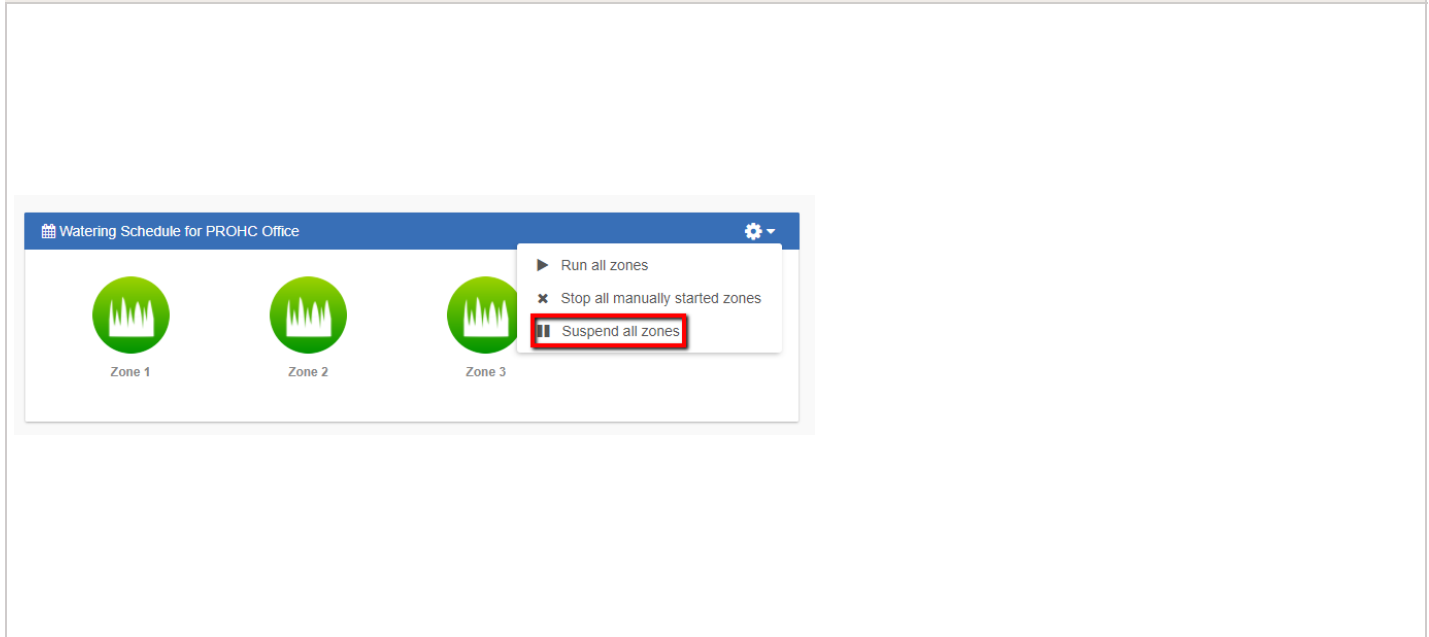 Watering Schedule for PROHC Office
Run all zones
Stop all manually started zones
Suspend all zones
Zone 1
Zone 2
Zone 3